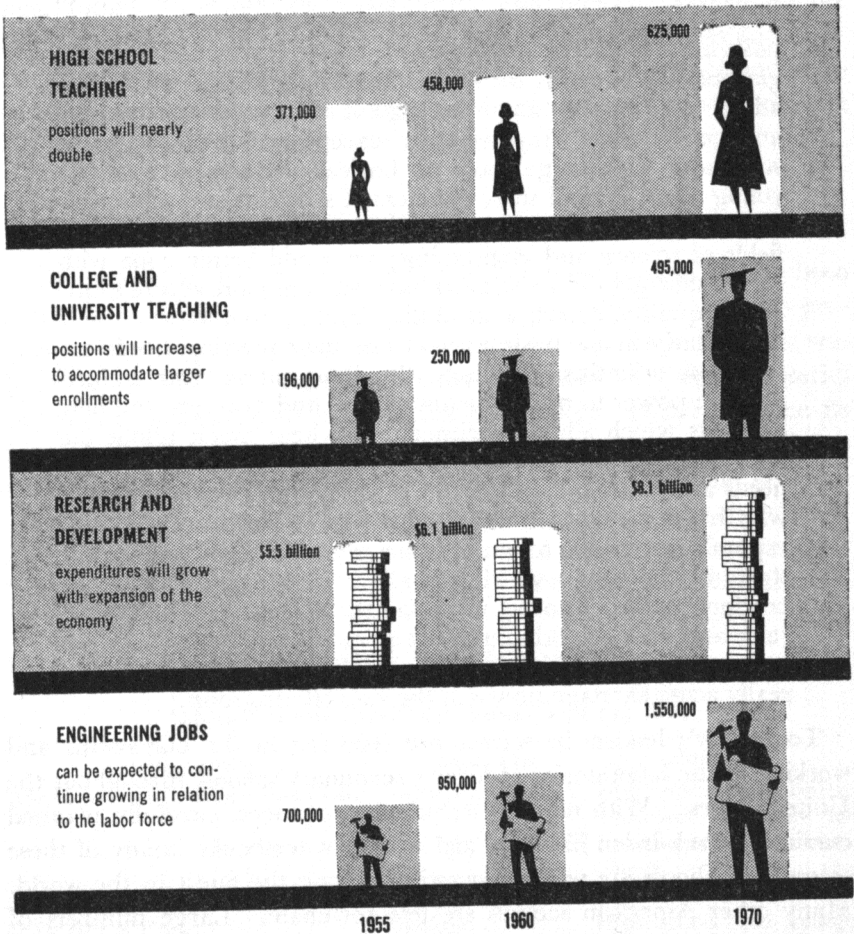 HIGH SCHOOL
TEACHING
positions will nearly
double
371,000
458,000
625,000
COLLEGE AND
UNIVERSITY TEACHING
positions will increase
to accommodate larger
enrollments
196,000
250,000
495,000
RESEARCH AND
DEVELOPMENT
expenditures will grow
with expansion of the
economy
$5.5 billion
$6.1 billion
$8.1 billion
ENGINEERING JOBS
can be expected to con-
tinue growing in relation
to the labor force
700,000
950,000
1,550,000
1955
1960
1970